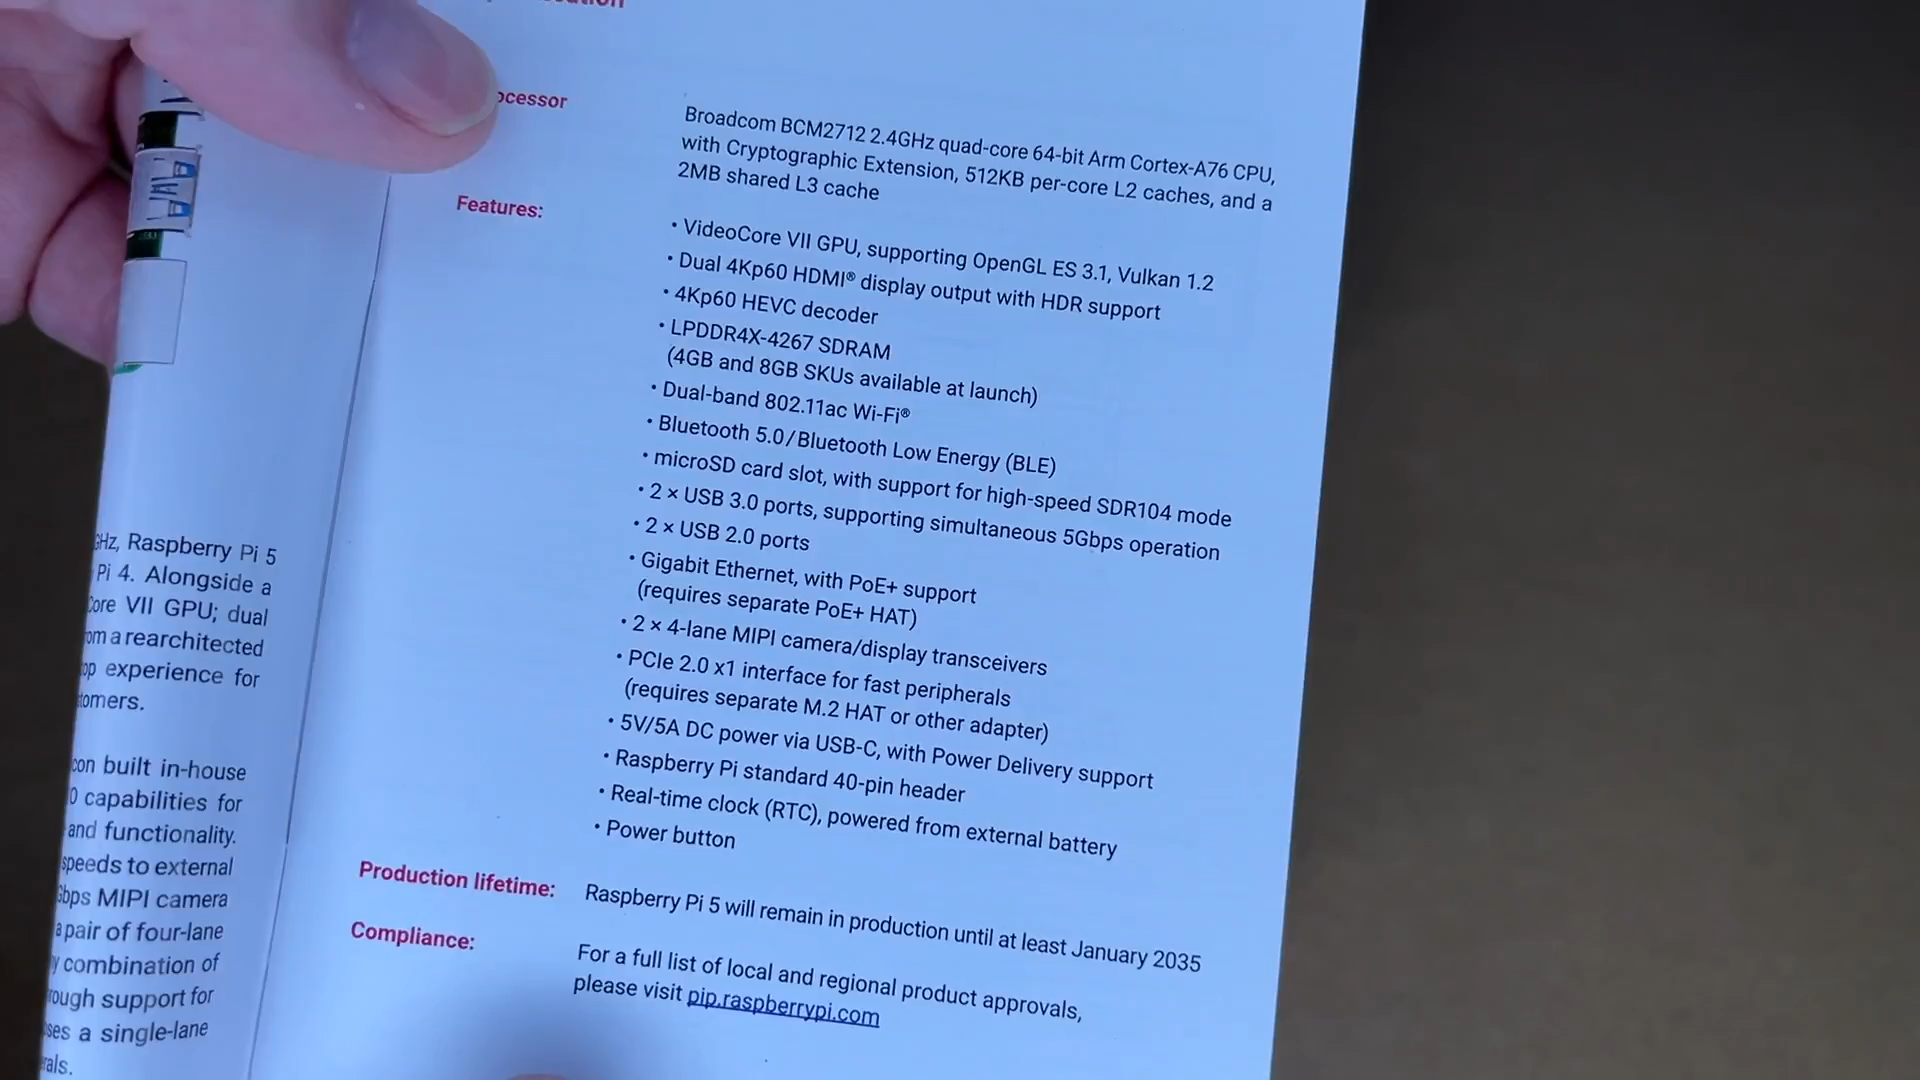 Hz, Raspberry Pi 5
Pi 4. Alongside a
Core VII GPU; dual
a rearchitected
experience for
con built in-house
0 capabilities for
and functionality.
speeds to external
Gbps MIPI camera
a pair of four-lane
combination of
support for
a single-lane
Broadcom BCM2712 2.4GHz quad-core 64-bit Arm Cortex-A76 CPU,
with Cryptographic Extension, 512KB per-core L2 caches, and a
2MB shared L3 cache
Features:
• VideoCore VII GPU, supporting OpenGL ES 3.1, Vulkan 1.2
• Dual 4Kp60 HDMI® display output with HDR support
• 4Kp60 HEVC decoder
• LPDDR4X-4267 SDRAM
(4GB and 8GB SKUs available at launch)
• Dual-band 802.11ac Wi-Fi®
• Bluetooth 5.0/Bluetooth Low Energy (BLE)
• microSD card slot, with support for high-speed SDR104 mode
• 2 × USB 3.0 ports, supporting simultaneous 5Gbps operation
• 2 × USB 2.0 ports
• Gigabit Ethernet, with PoE+ support
(requires separate PoE+ HAT)
• 2 × 4-lane MIPI camera/display transceivers
• PCIe 2.0 x1 interface for fast peripherals
(requires separate M.2 HAT or other adapter)
• 5V/5A DC power via USB-C, with Power Delivery support
• Raspberry Pi standard 40-pin header
• Real-time clock (RTC), powered from external battery
• Power button
Production lifetime: Raspberry Pi 5 will remain in production until at least January 2035
Compliance:
For a full list of local and regional product approvals,
please visit pip.raspberrypi.com